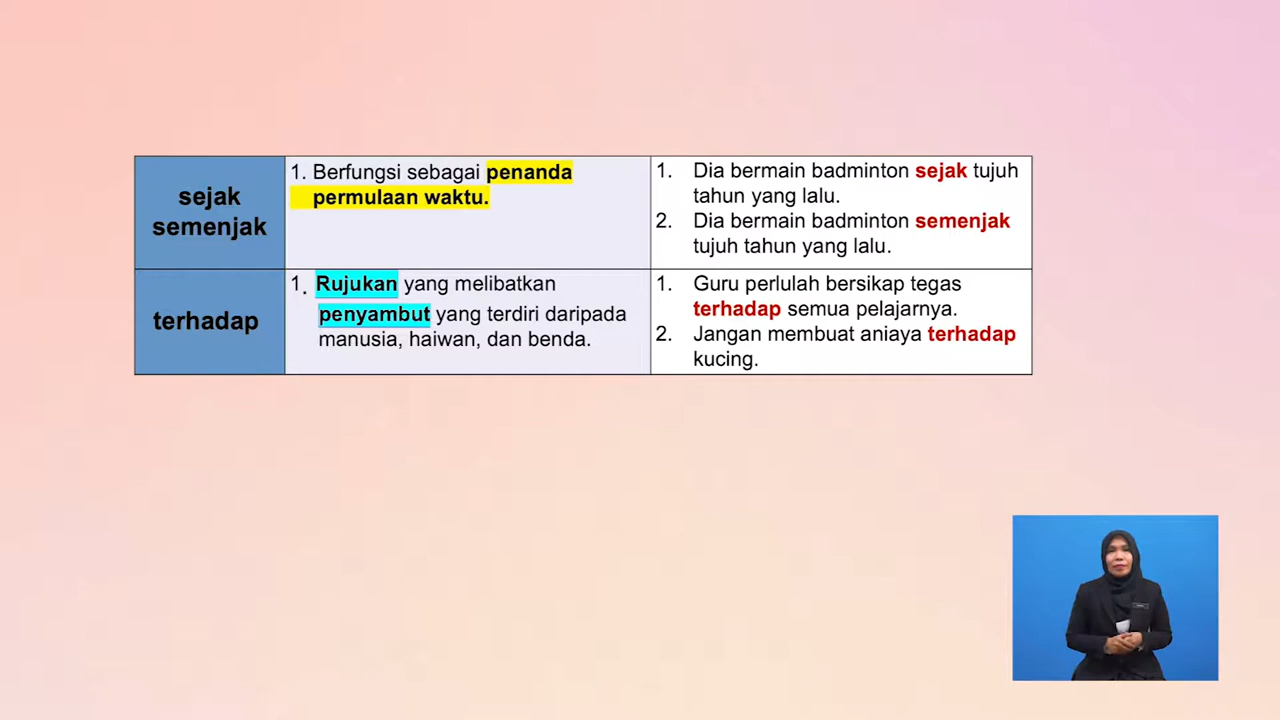 sejak
semenjak
1. Berfungsi sebagai penanda
permulaan waktu.
1. Dia bermain badminton sejak tujuh
tahun yang lalu.
2. Dia bermain badminton semenjak
tujuh tahun yang lalu.
terhadap
1. Rujukan yang melibatkan
penyambut yang terdiri daripada
manusia, haiwan, dan benda.
1. Guru perlulah bersikap tegas
terhadap semua pelajarnya.
2. Jangan membuat aniaya terhadap
kucing.